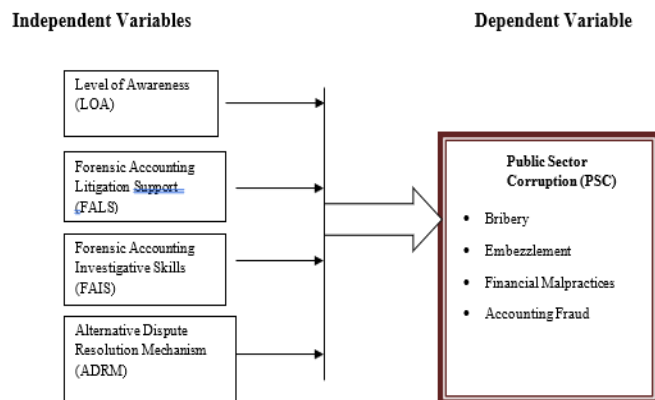 Independent Variables
Dependent Variable
Level of Awareness
(LOA)
Forensic Accounting
Litigation Support
(FALS)
Forensic Accounting
Investigative Skills
(FAIS)
Alternative Dispute
Resolution Mechanism
(ADRM)
Public Sector
Corruption (PSC)
• Bribery
• Embezzlement
• Financial Malpractices
• Accounting Fraud